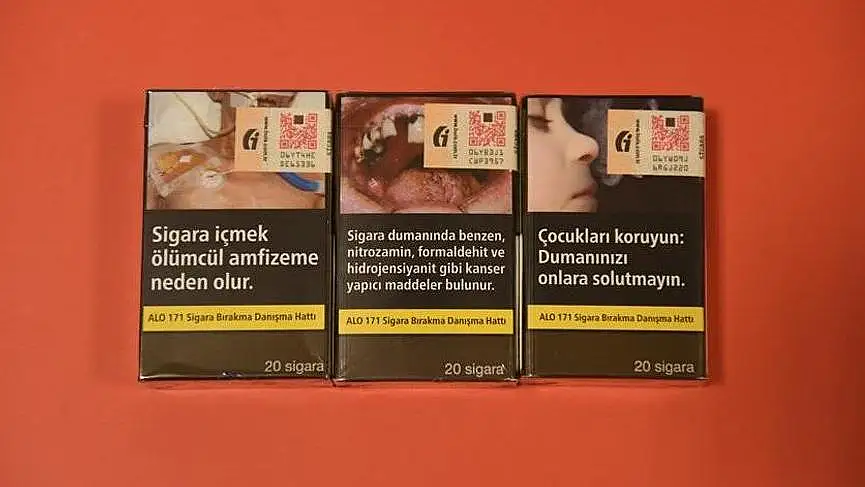 Sigara içmek
ölümcül amfizeme
neden olur.
ALO 171 Sigara Bırakma Danışma Hattı
20 sigara
Sigara dumanında benzen,
nitrozamin, formaldehit ve
hidrojensiyanit gibi kanser
yapıcı maddeler bulunur.
ALO 171 Sigara Bırakma Danışma Hattı
20 sigara
Çocukları koruyun:
Dumanınızı
onlara solutmayın.
ALO 171 Sigara Bırakma Danışma Hattı
20 sigara